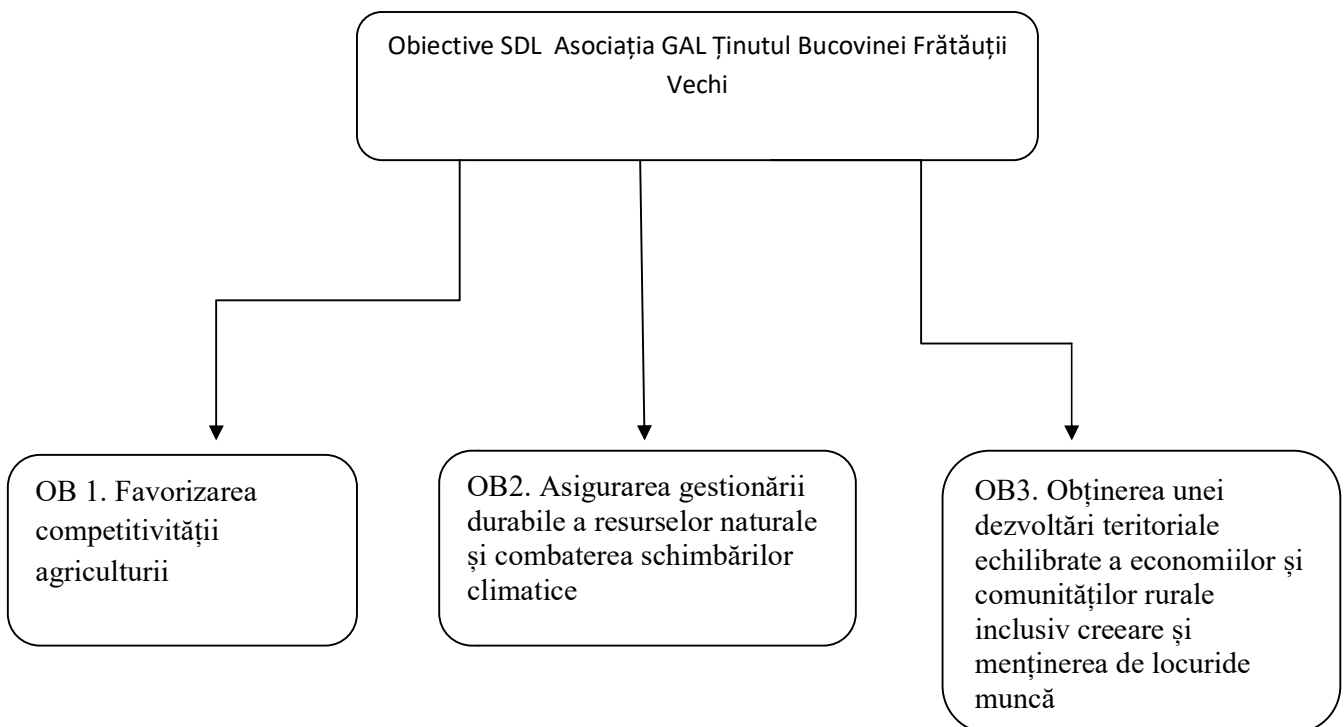 Obiective SDL  Asociația GAL Ținutul Bucovinei Frătăuții
Vechi
OB 1. Favorizarea
competitivității
agriculturii
OB2. Asigurarea gestionării
durabile a resurselor naturale
și combaterea schimbărilor
climatice
OB3. Obținerea unei
dezvoltări teritoriale
echilibrate a economiilor și
comunităților rurale
inclusiv creeare și
menținerea de locuride
muncă